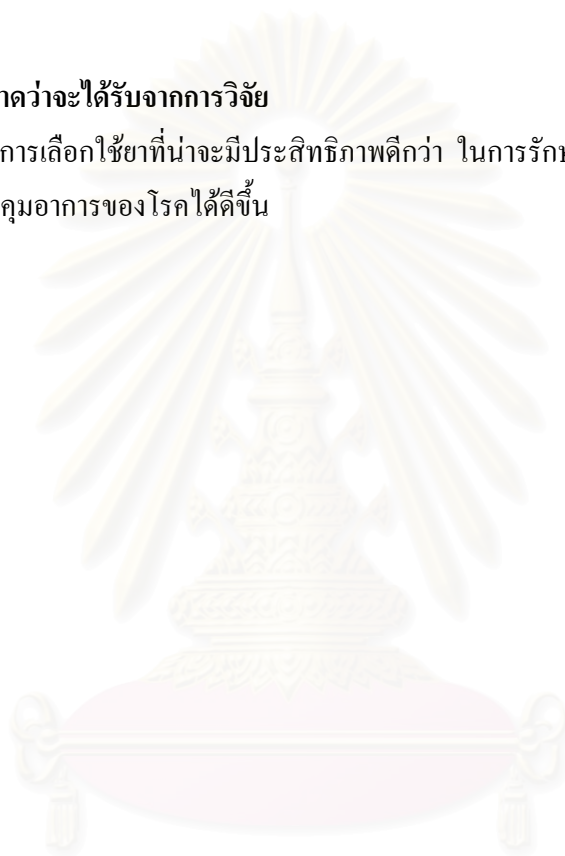 าดว่าจะได้รับจากการวิจัย
การเลือกใช้ยาที่น่าจะมีประสิทธิภาพดีกว่า ในการรักษ
คุมอาการของโรคได้ดีขึ้น